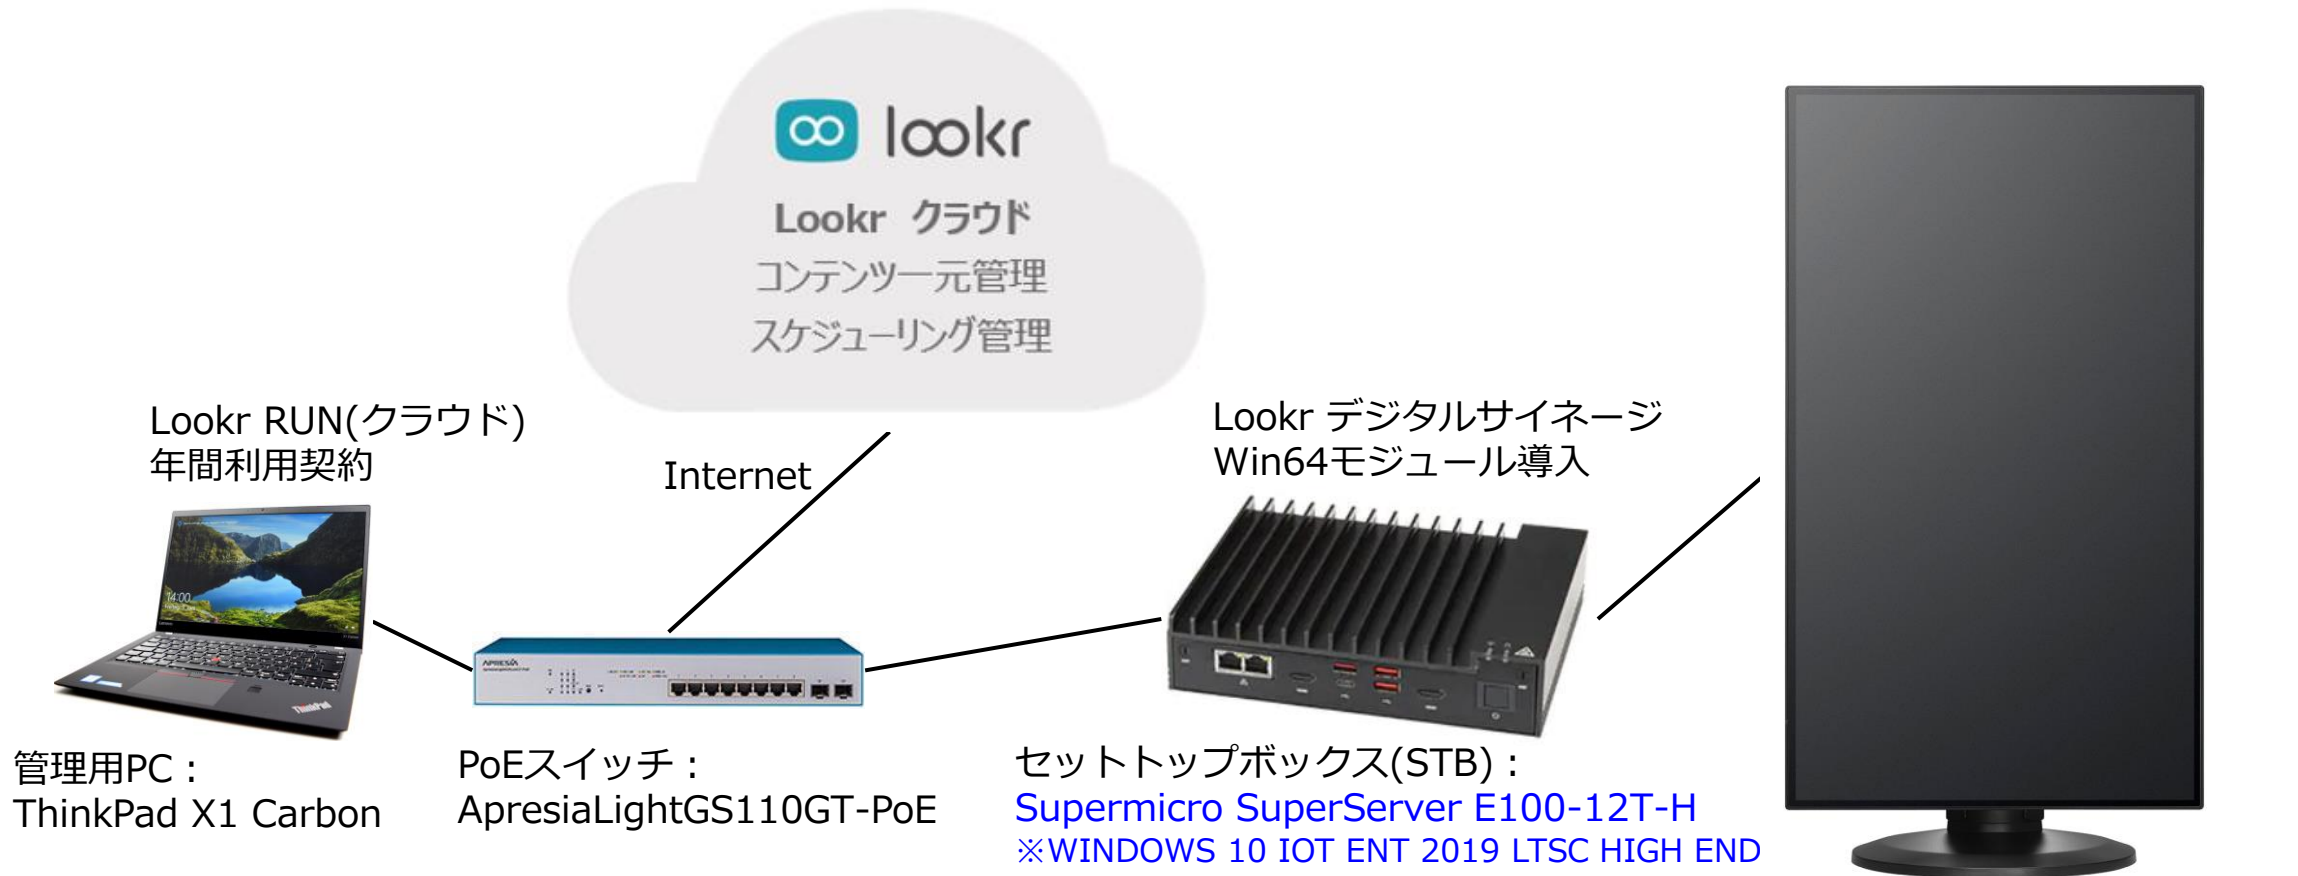 lookr
Lookr クラウド
コンテンツ一元管理
スケジューリング管理
Lookr RUN(クラウド)
年間利用契約
Internet
Lookr デジタルサイネージ
Win64モジュール導入
14:00
ThinkPad
APRESIA
管理用PC：
ThinkPad X1 Carbon
PoEスイッチ：
ApresiaLightGS110GT-PoE
セットトップボックス(STB)：
Supermicro SuperServer E100-12T-H
※WINDOWS 10 IOT ENT 2019 LTSC HIGH END